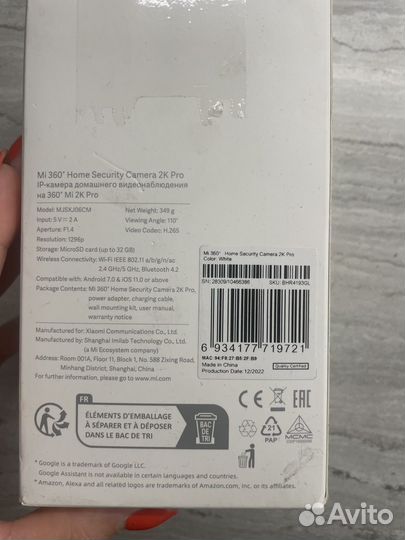 Mi 360° Home Security Camera 2K Pro
IP-камера домашнего видеонаблюдения
на 360° Mi 2K Pro
Model: MJSXJ06CM
Net Weight: 349 g
Input: 5 V ⎓ 2 A
Viewing Angle: 110°
Aperture: F1.4
Video Codec: H.265
Resolution: 1296p
Storage: MicroSD card (up to 32 GB)
Wireless Connectivity: Wi-Fi IEEE 802.11 a/b/g/n/ac
2.4 GHz/5 GHz, Bluetooth 4.2
Compatible with: Android 7.0 & iOS 11.0 or above
Package Contents: Mi 360° Home Security Camera 2K Pro,
power adapter, charging cable,
wall mounting kit, user manual,
warranty notice
Manufactured for: Xiaomi Communications Co., Ltd.
Manufactured by: Shanghai Imilab Technology Co., Ltd.
(a Mi Ecosystem company)
Address: Room 001A, Floor 11, Block 1, No. 588 Zixing Road,
Minhang District, Shanghai, China
For further information, please go to www.mi.com
Mi 360° Home Security Camera 2K Pro
Color: White
SN: 28309/10466386
SKU: BHR4193GL
6 934177 719721
MAC: 94:F8:27:B5:2F:B9
Made in China
Production Date: 12/2022
Quality Certified
FR
ÉLÉMENTS D'EMBALLAGE
À SÉPARER ET À DÉPOSER
DANS LE BAC DE TRI
CE
EAC
21
PAP
MCMC
* Google is a trademark of Google LLC.
Google Assistant is not available in certain languages and countries.
* Amazon, Alexa and all related logos are trademarks of Amazon.com, Inc. or its affiliates.
Avito